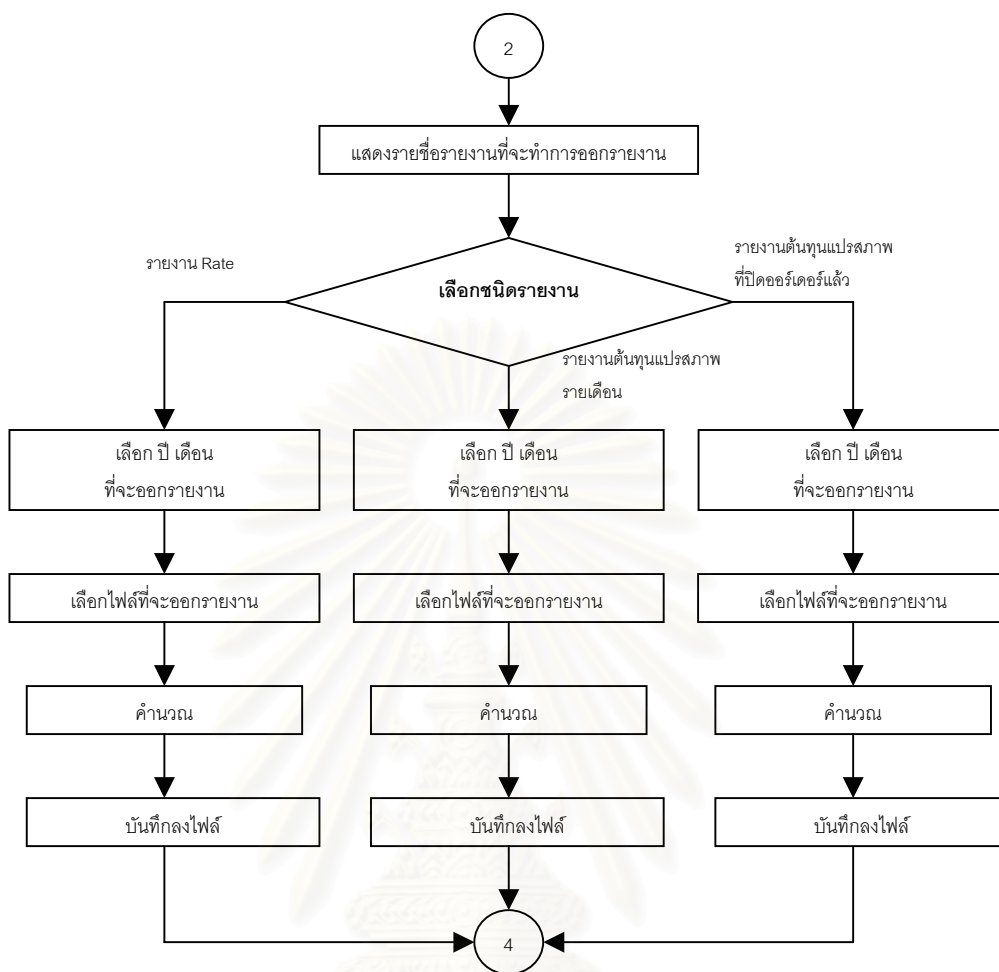 2
แสดงรายชื่อรายงานที่จะทำการออกรายงาน
รายงาน Rate
เลือกชนิดรายงาน
รายงานต้นทุนแปรสภาพ
ที่ปิดออร์เดอร์แล้ว
รายงานต้นทุนแปรสภาพ
รายเดือน
เลือก ปี เดือน
ที่จะออกรายงาน
เลือก ปี เดือน
ที่จะออกรายงาน
เลือก ปี เดือน
ที่จะออกรายงาน
เลือกไฟล์ที่จะออกรายงาน
เลือกไฟล์ที่จะออกรายงาน
เลือกไฟล์ที่จะออกรายงาน
คำนวณ
คำนวณ
คำนวณ
บันทึกลงไฟล์
บันทึกลงไฟล์
บันทึกลงไฟล์
4